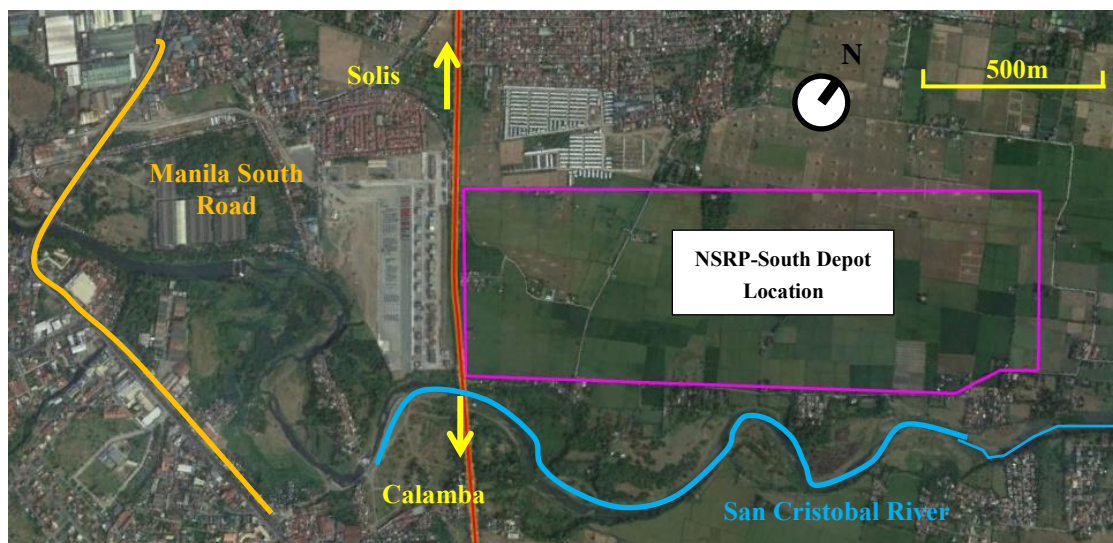 Solis
N
500m
Manila South
Road
NSRP-South Depot
Location
Calamba
San Cristobal River